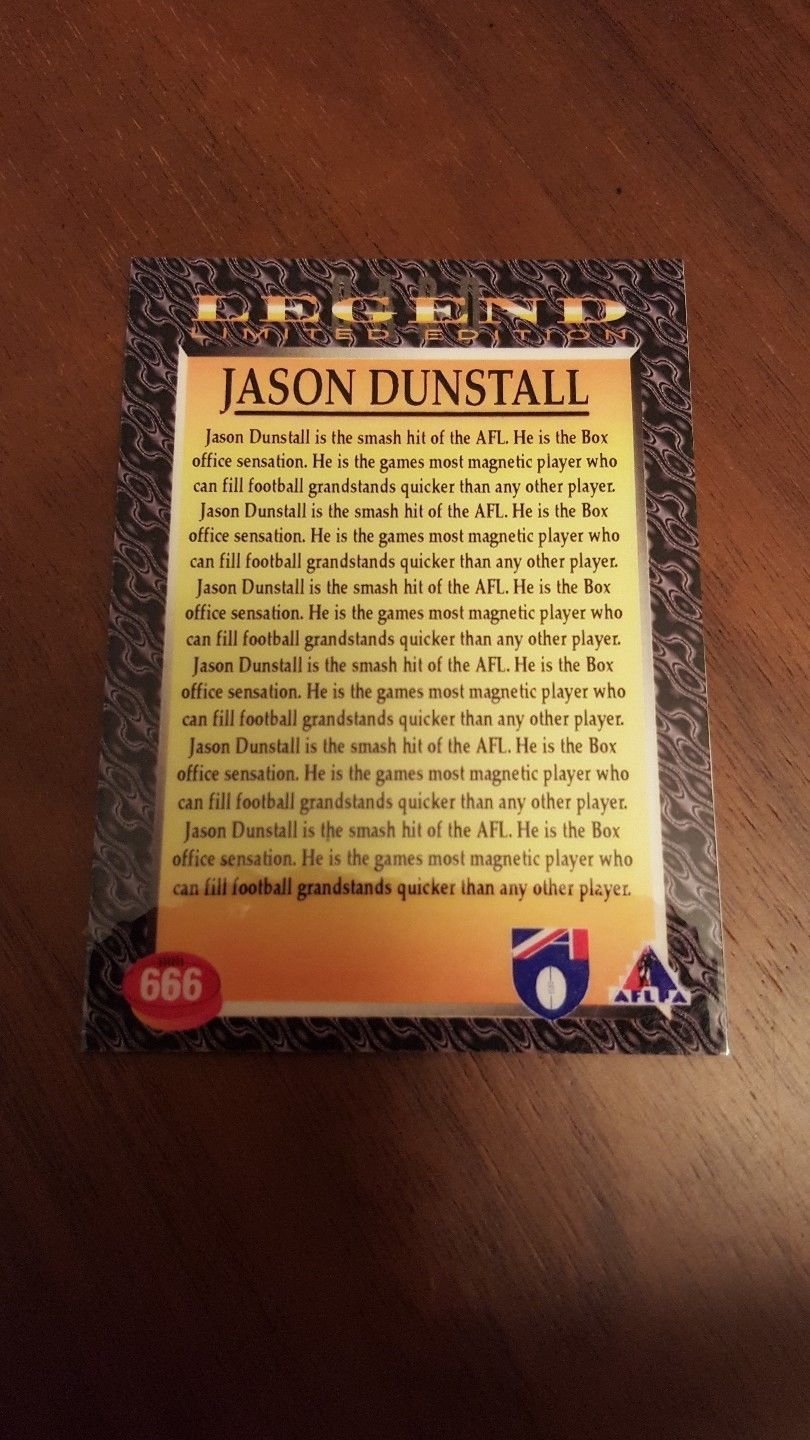 CARD
LEGEND
LIMITED EDITION
JASON DUNSTALL
Jason Dunstall is the smash hit of the AFL. He is the Box
office sensation. He is the games most magnetic player who
can fill football grandstands quicker than any other player.
Jason Dunstall is the smash hit of the AFL. He is the Box
office sensation. He is the games most magnetic player who
can fill football grandstands quicker than any other player.
Jason Dunstall is the smash hit of the AFL. He is the Box
office sensation. He is the games most magnetic player who
can fill football grandstands quicker than any other player.
Jason Dunstall is the smash hit of the AFL. He is the Box
office sensation. He is the games most magnetic player who
can fill football grandstands quicker than any other player.
Jason Dunstall is the smash hit of the AFL. He is the Box
office sensation. He is the games most magnetic player who
can fill football grandstands quicker than any other player.
Jason Dunstall is the smash hit of the AFL. He is the Box
office sensation. He is the games most magnetic player who
can fill football grandstands quicker than any other player.
666
AFLPA